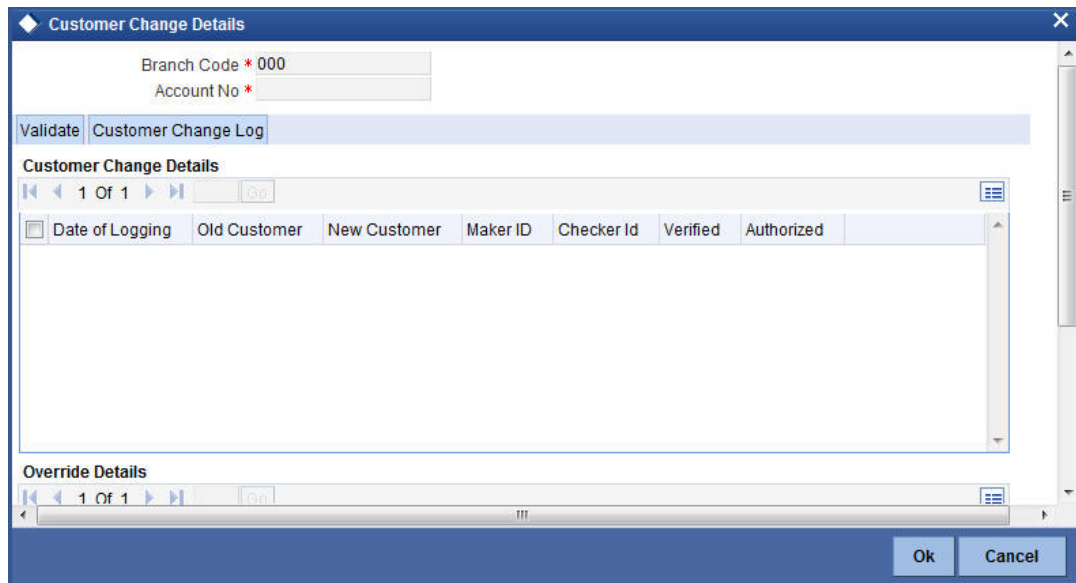 Customer Change Details
Branch Code * 000
Account No *
Validate Customer Change Log
Customer Change Details
1 Of 1 Go
Date of Logging Old Customer New Customer Maker ID Checker Id Verified Authorized
Override Details
1 Of 1 Go
Ok Cancel